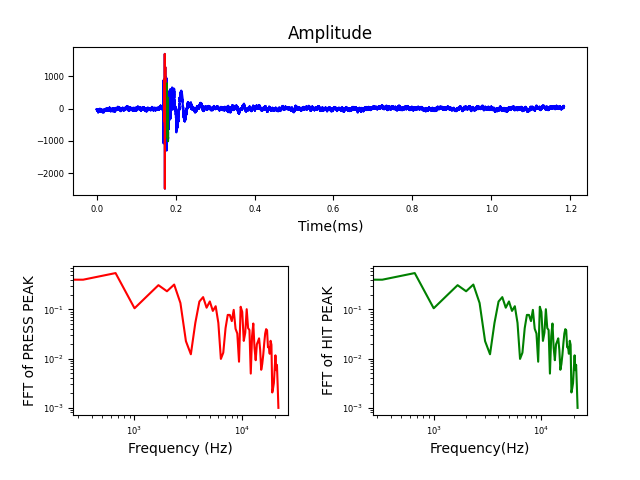 Amplitude
1000
0
−1000
−2000
0.0 0.2 0.4 0.6 0.8 1.0 1.2
Time(ms)
FFT of PRESS PEAK
10⁻¹
10⁻²
10⁻³
10³ 10⁴
Frequency (Hz)
FFT of HIT PEAK
10⁻¹
10⁻²
10⁻³
10³ 10⁴
Frequency(Hz)